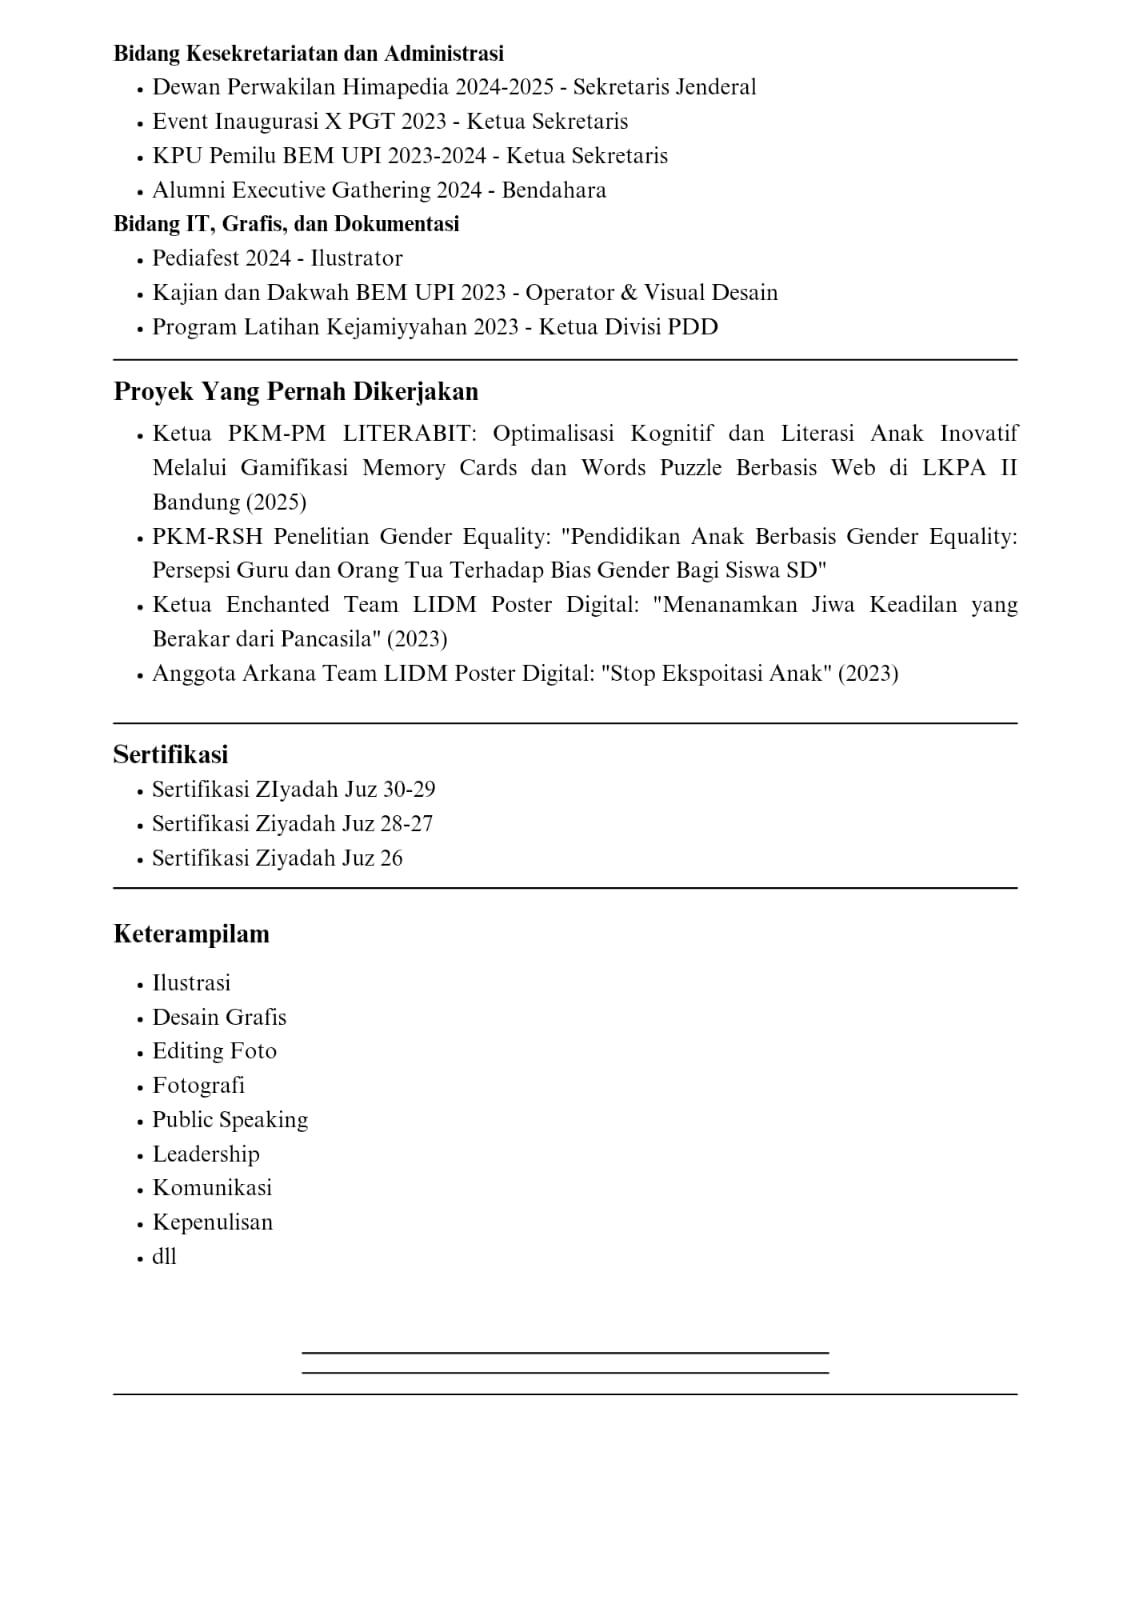 Bidang Kesekretariatan dan Administrasi
• Dewan Perwakilan Himapedia 2024-2025 - Sekretaris Jenderal
• Event Inaugurasi X PGT 2023 - Ketua Sekretaris
• KPU Pemilu BEM UPI 2023-2024 - Ketua Sekretaris
• Alumni Executive Gathering 2024 - Bendahara
Bidang IT, Grafis, dan Dokumentasi
• Pediafest 2024 - Ilustrator
• Kajian dan Dakwah BEM UPI 2023 - Operator & Visual Desain
• Program Latihan Kejamiyyahan 2023 - Ketua Divisi PDD
Proyek Yang Pernah Dikerjakan
• Ketua PKM-PM LITERABIT: Optimalisasi Kognitif dan Literasi Anak Inovatif
Melalui Gamifikasi Memory Cards dan Words Puzzle Berbasis Web di LKPA II
Bandung (2025)
• PKM-RSH Penelitian Gender Equality: "Pendidikan Anak Berbasis Gender Equality:
Persepsi Guru dan Orang Tua Terhadap Bias Gender Bagi Siswa SD"
• Ketua Enchanted Team LIDM Poster Digital: "Menanamkan Jiwa Keadilan yang
Berakar dari Pancasila" (2023)
• Anggota Arkana Team LIDM Poster Digital: "Stop Ekspoitasi Anak" (2023)
Sertifikasi
• Sertifikasi ZIyadah Juz 30-29
• Sertifikasi Ziyadah Juz 28-27
• Sertifikasi Ziyadah Juz 26
Keterampilam
• Ilustrasi
• Desain Grafis
• Editing Foto
• Fotografi
• Public Speaking
• Leadership
• Komunikasi
• Kepenulisan
• dll